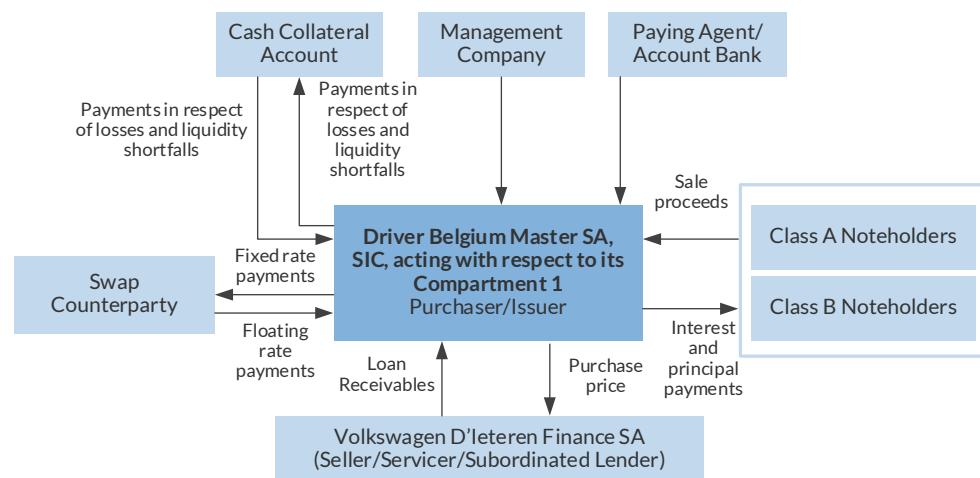 Cash Collateral
Account
Management
Company
Paying Agent/
Account Bank
Payments in respect
of losses and liquidity
shortfalls
Payments in
respect of
losses and
liquidity
shortfalls
Sale
proceeds
Driver Belgium Master SA,
SIC, acting with respect to its
Compartment 1
Purchaser/Issuer
Class A Noteholders
Class B Noteholders
Fixed rate
payments
Swap
Counterparty
Floating
rate
payments
Loan
Receivables
Purchase
price
Interest
and
principal
payments
Volkswagen D'Ieteren Finance SA
(Seller/Servicer/Subordinated Lender)